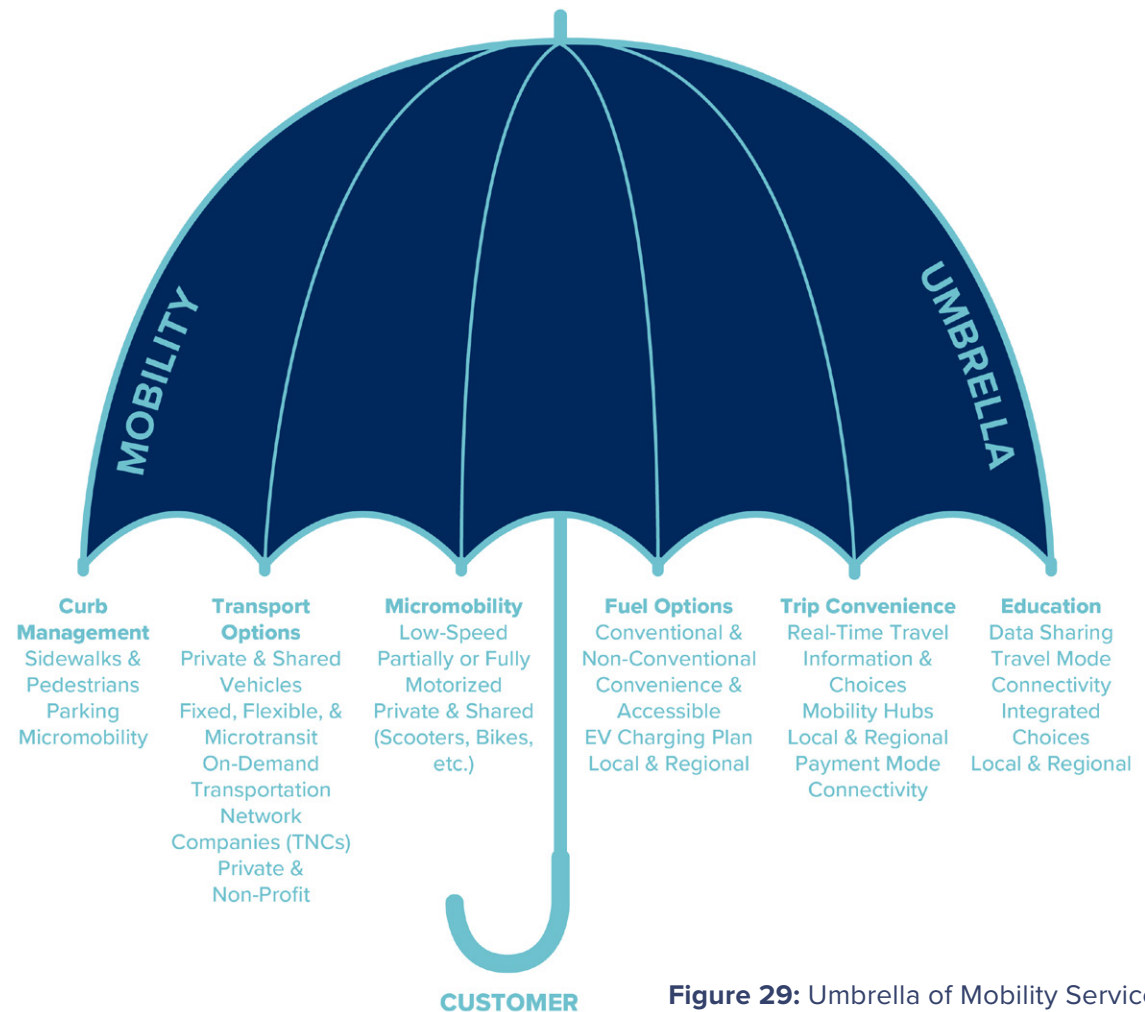 MOBILITY
UMBRELLA
Curb
Management
Sidewalks &
Pedestrians
Parking
Micromobility
Transport
Options
Private & Shared
Vehicles
Fixed, Flexible, &
Microtransit
On-Demand
Transportation
Network
Companies (TNCs)
Private &
Non-Profit
Micromobility
Low-Speed
Partially or Fully
Motorized
Private & Shared
(Scooters, Bikes,
etc.)
Fuel Options
Conventional &
Non-Conventional
Convenience &
Accessible
EV Charging Plan
Local & Regional
Trip Convenience
Real-Time Travel
Information &
Choices
Mobility Hubs
Local & Regional
Payment Mode
Connectivity
Education
Data Sharing
Travel Mode
Connectivity
Integrated
Choices
Local & Regional
CUSTOMER
Figure 29: Umbrella of Mobility Service